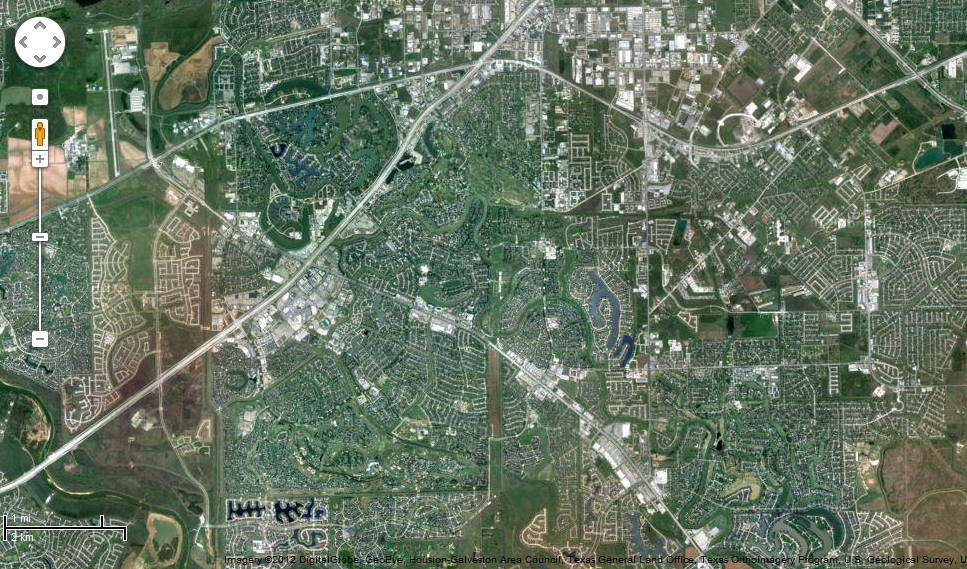 1 mi
2 km
Imagery ©2012 DigitalGlobe, GeoEye, Houston-Galveston Area Council, Texas General Land Office, Texas Orthoimagery Program, U.S. Geological Survey, U